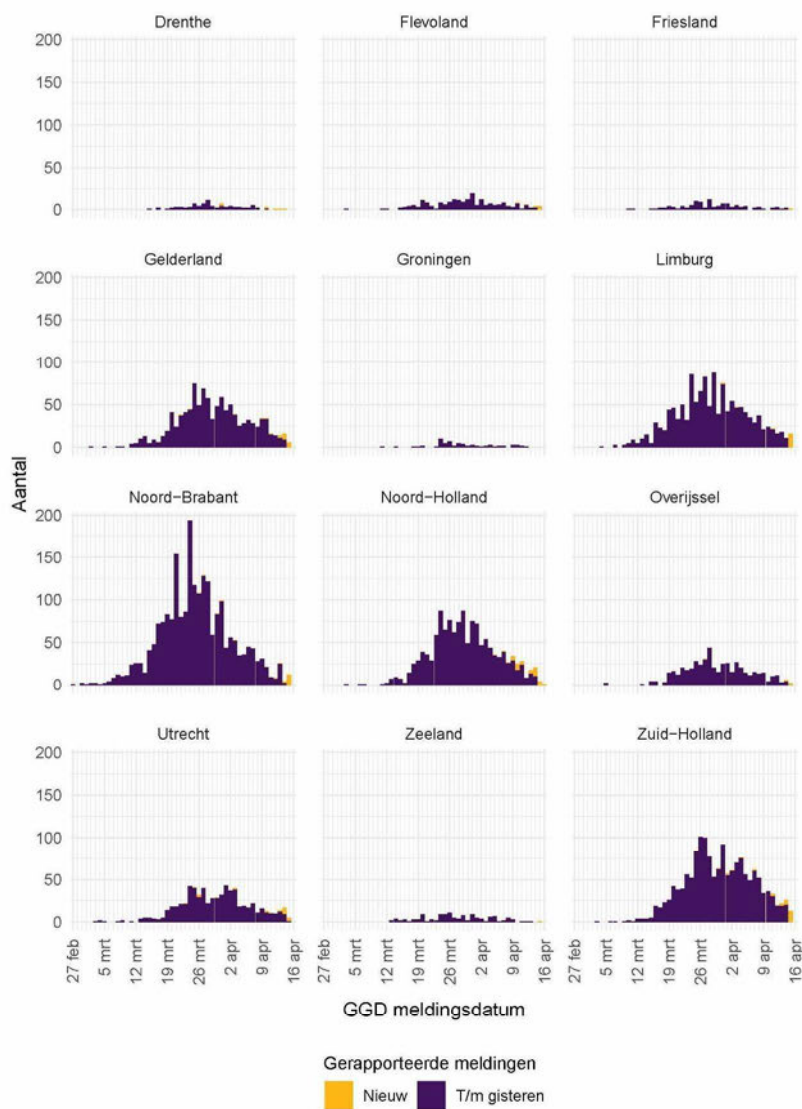 Drenthe Flevoland Friesland
200
150
100
50
0
Gelderland Groningen Limburg
200
150
100
50
0
Aantal
Noord-Brabant Noord-Holland Overijssel
200
150
100
50
0
Utrecht Zeeland Zuid-Holland
200
150
100
50
0
27 feb 5 mrt 12 mrt 19 mrt 26 mrt 2 apr 9 apr 16 apr 27 feb 5 mrt 12 mrt 19 mrt 26 mrt 2 apr 9 apr 16 apr 27 feb 5 mrt 12 mrt 19 mrt 26 mrt 2 apr 9 apr 16 apr
GGD meldingsdatum
Gerapporteerde meldingen
Nieuw T/m gisteren